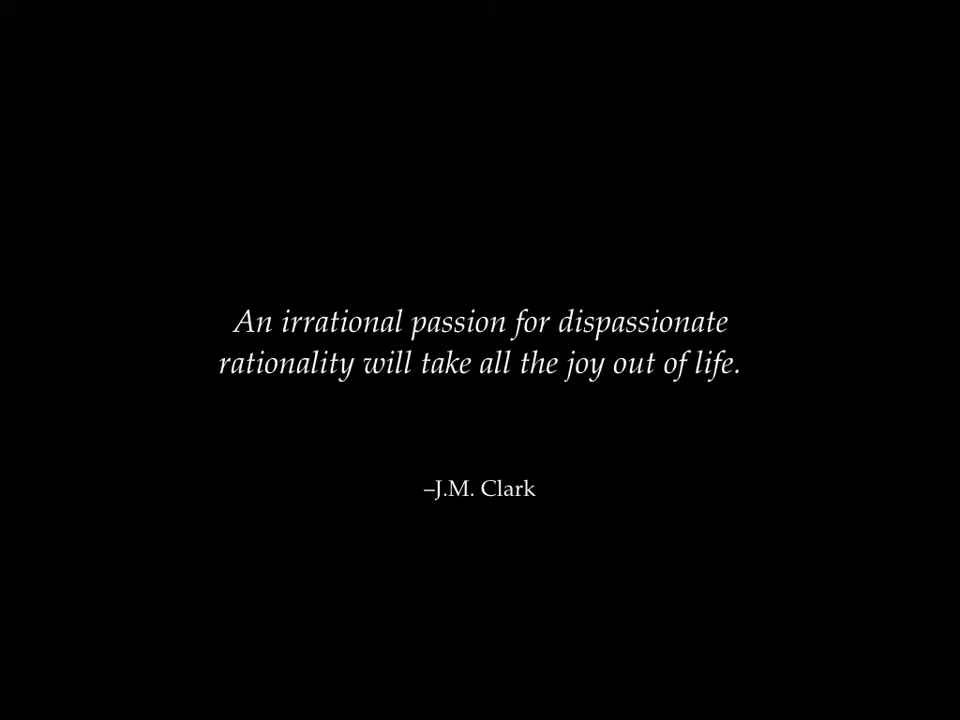 An irrational passion for dispassionate
rationality will take all the joy out of life.
–J.M. Clark